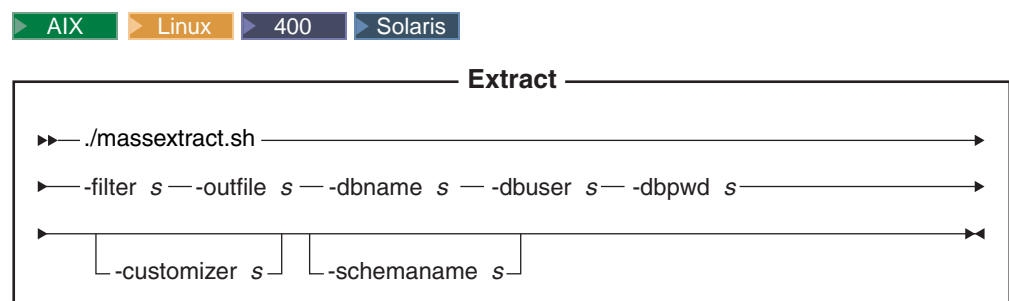 AIX Linux 400 Solaris
Extract
./massextract.sh
-filter s -outfile s -dbname s -dbuser s -dbpwd s
-customizer s -schemaname s